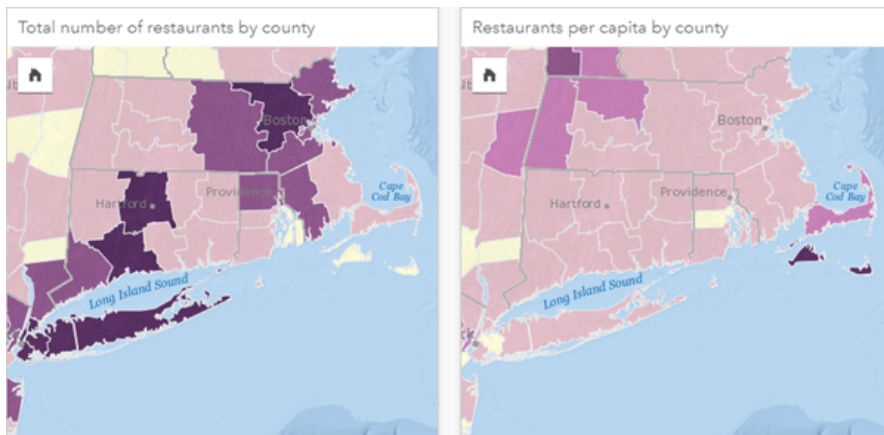 Total number of restaurants by county
Boston
Providence
Hartford
Cape
Cod Bay
Long Island Sound
Restaurants per capita by county
Boston
Providence
Hartford
Cape
Cod Bay
Long Island Sound